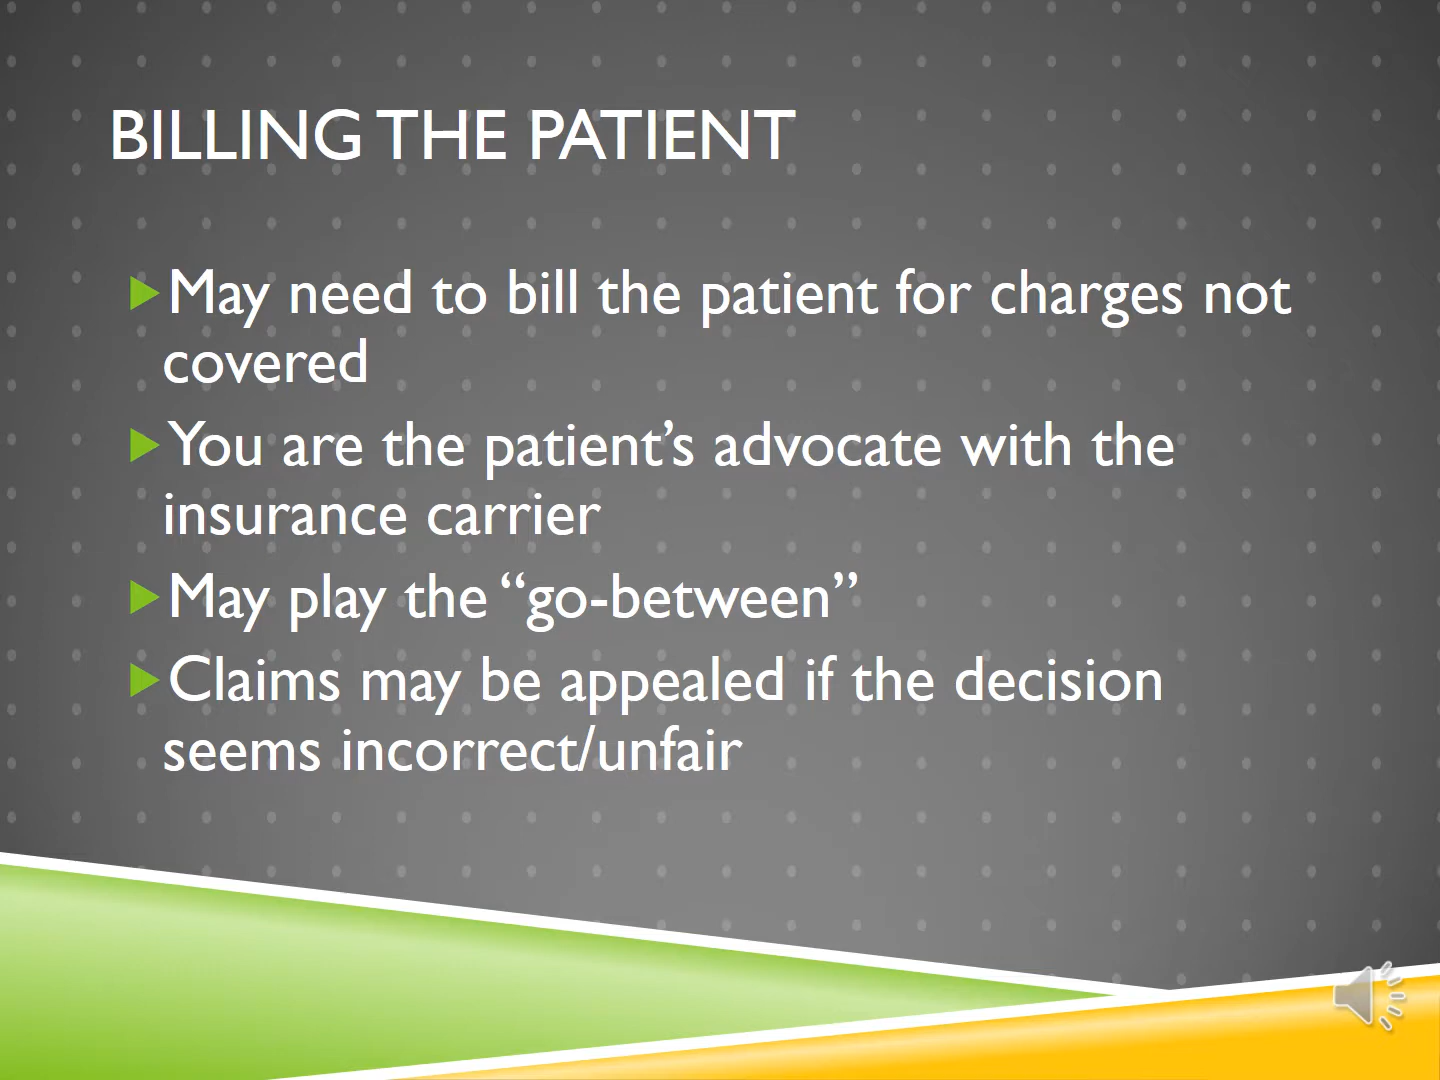 BILLING THE PATIENT
May need to bill the patient for charges not
covered
You are the patient’s advocate with the
insurance carrier
May play the “go-between”
Claims may be appealed if the decision
seems incorrect/unfair